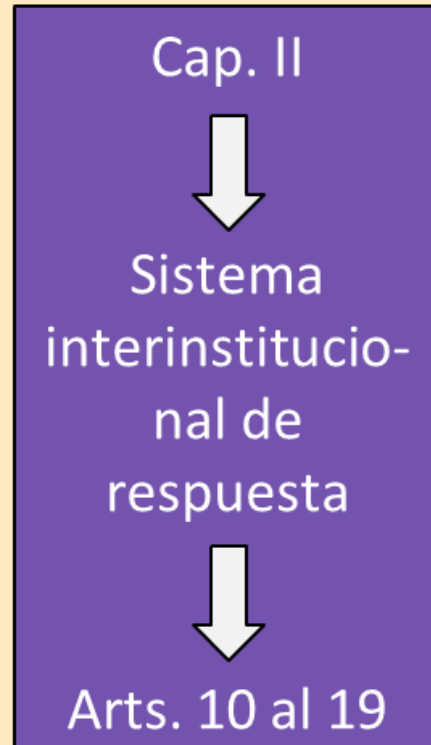 Cap. II
Sistema
interinstitucio-
nal de
respuesta
Arts. 10 al 19